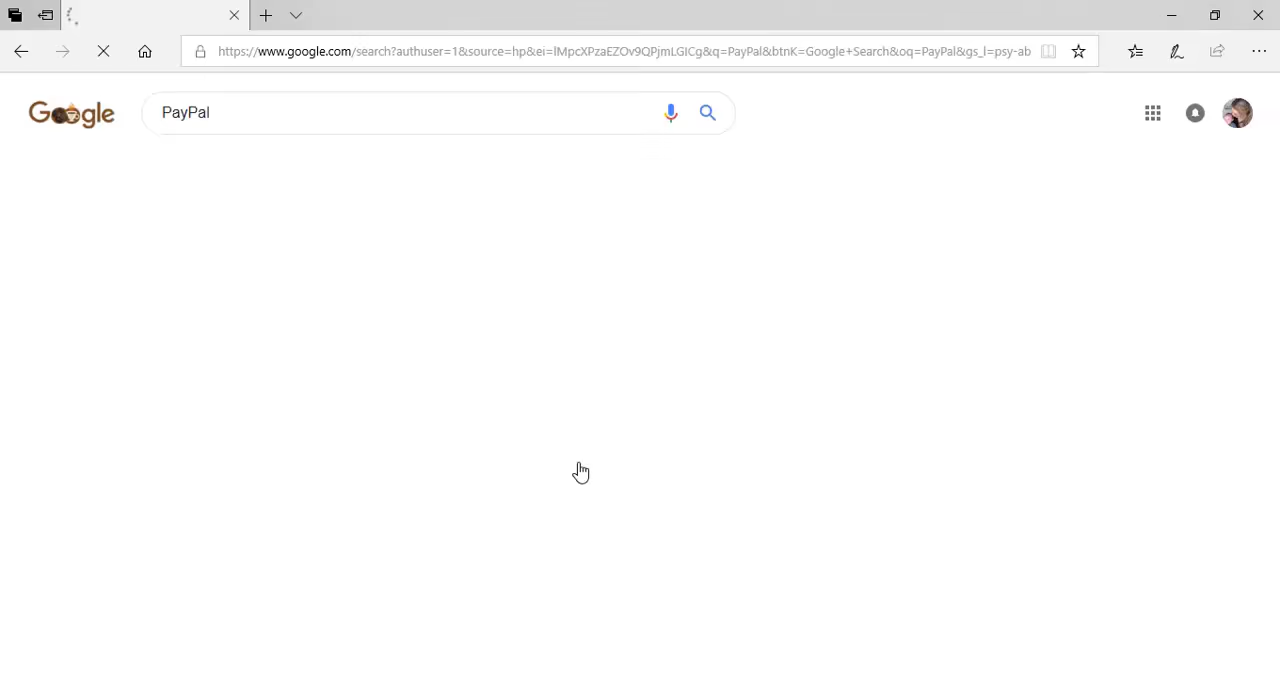 https://www.google.com/search?authuser=1&source=hp&ei=lMpcXPzaEZOv9QPjmLGICg&q=PayPal&btnK=Google+Search&oq=PayPal&gs_l=psy-ab
Google
PayPal